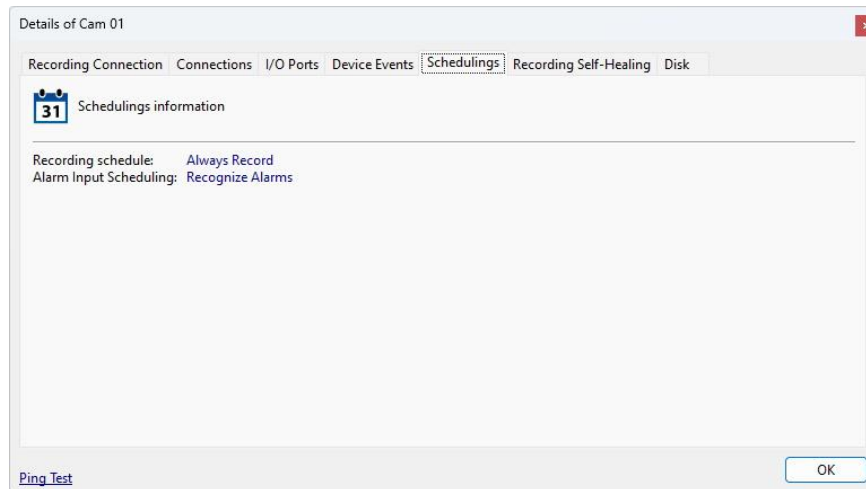 Details of Cam 01
Recording Connection Connections I/O Ports Device Events Schedulings Recording Self-Healing Disk
31 Schedulings information
Recording schedule: Always Record
Alarm Input Scheduling: Recognize Alarms
Ping Test OK